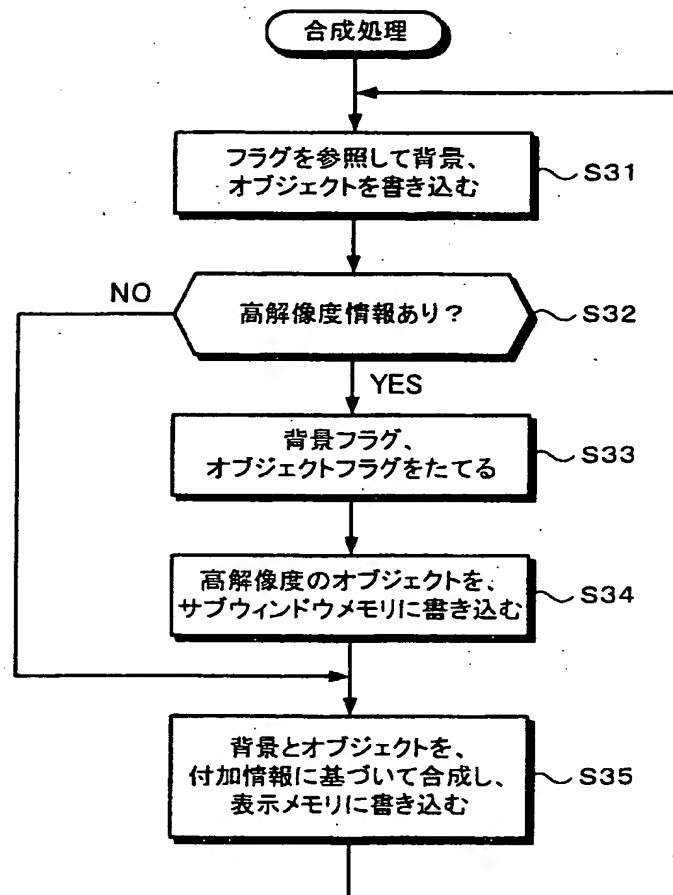 合成処理
フラグを参照して背景、
オブジェクトを書き込む
S31
NO
高解像度情報あり?
S32
YES
背景フラグ、
オブジェクトフラグをたてる
S33
高解像度のオブジェクトを、
サブウィンドウメモリに書き込む
S34
背景とオブジェクトを、
付加情報に基づいて合成し、
表示メモリに書き込む
S35